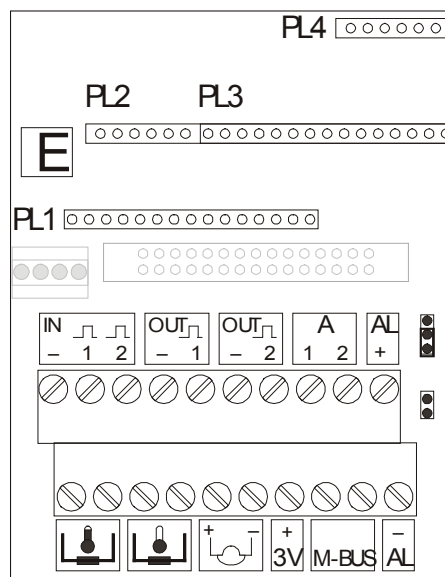 PL4
PL2 PL3
E
PL1
IN OUT OUT A AL
– 1 2 – 1 – 2 1 2 +
+ – + –
3V M-BUS AL